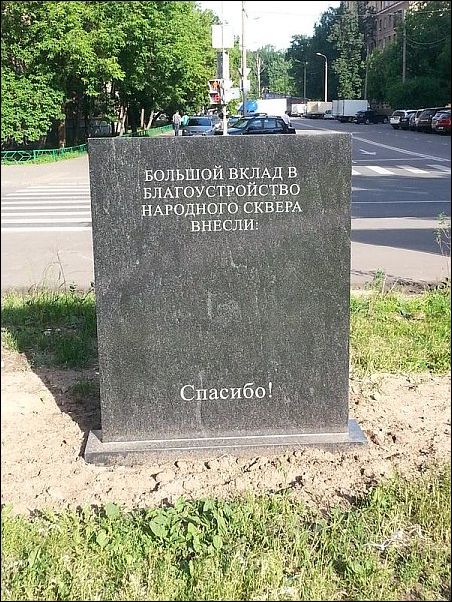 БОЛЬШОЙ ВКЛАД В
БЛАГОУСТРОЙСТВО
НАРОДНОГО СКВЕРА
ВНЕСЛИ:
Спасибо!